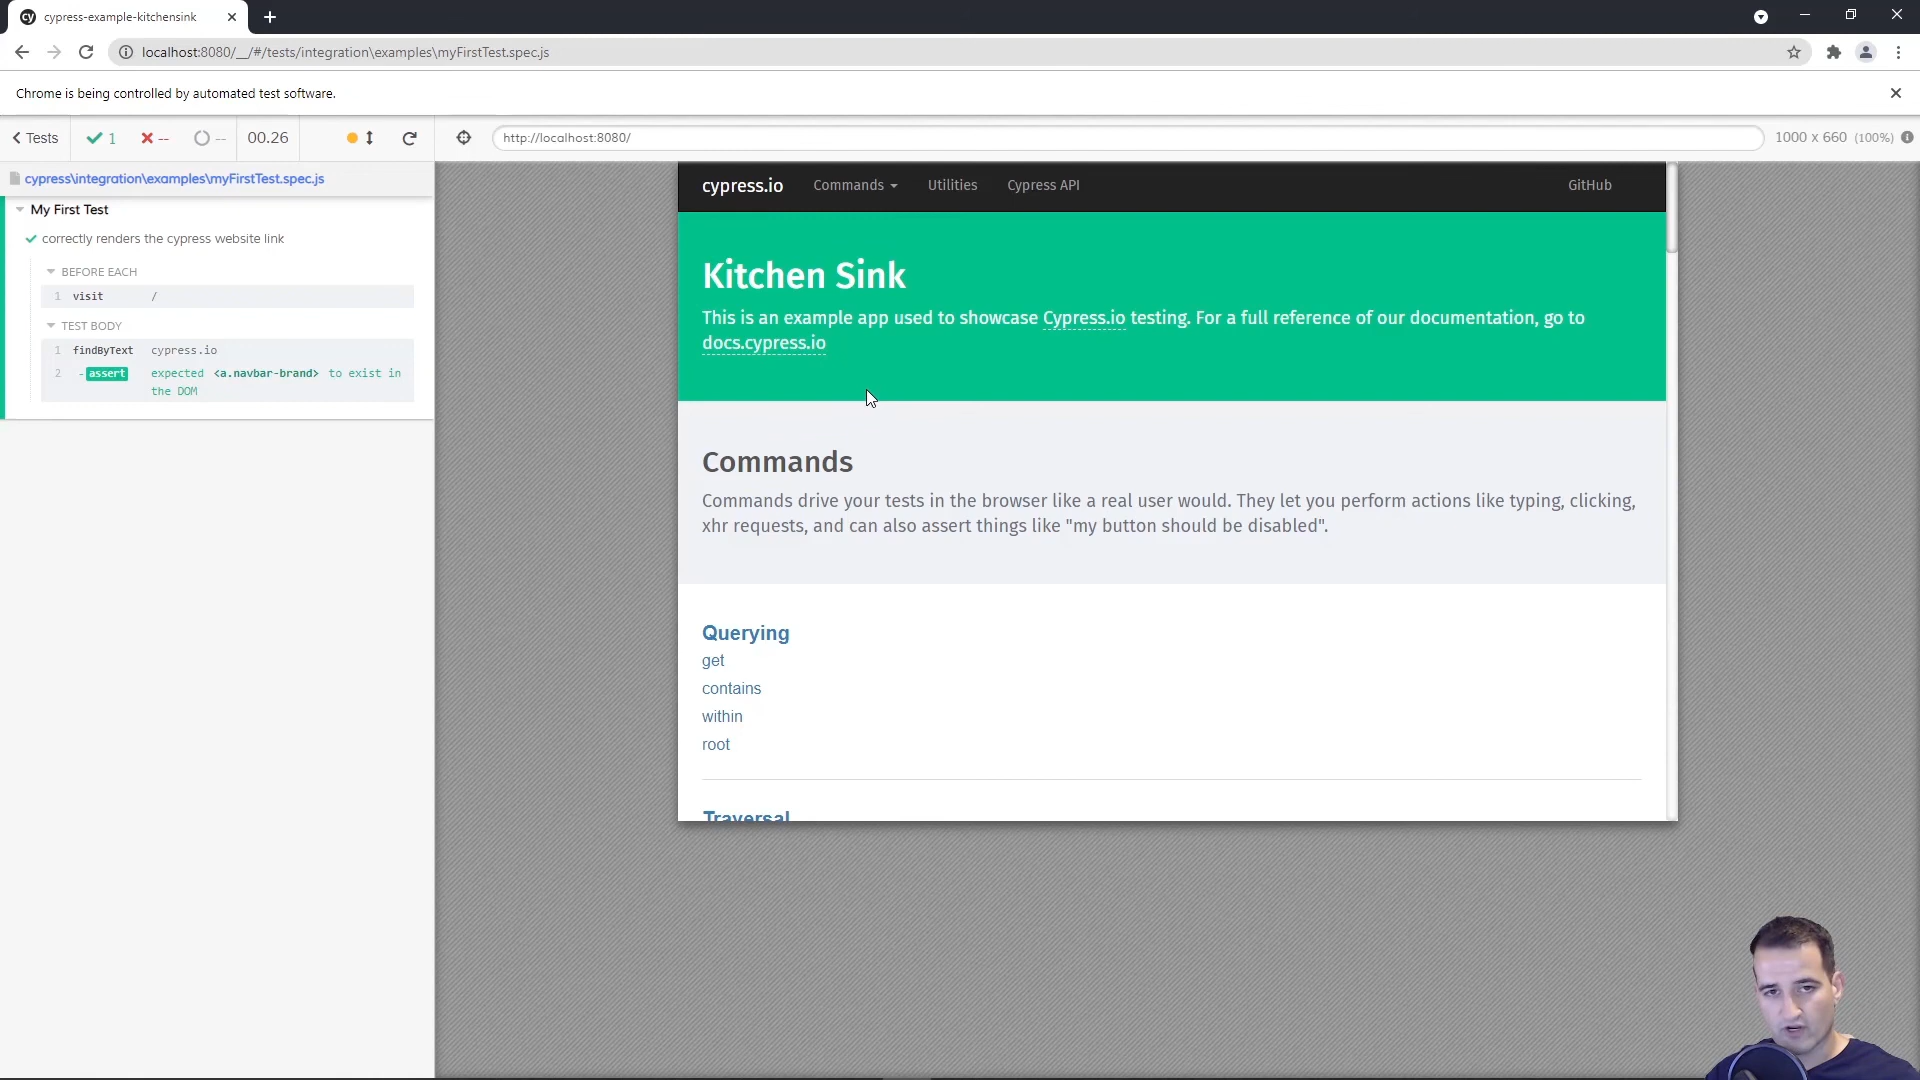 cypress-example-kitchensink
localhost:8080/__/#/tests/integration\examples\myFirstTest.spec.js
Chrome is being controlled by automated test software.
Tests 1 -- -- 00.26
http://localhost:8080/
1000 x 660 (100%)
cypress\integration\examples\myFirstTest.spec.js
My First Test
correctly renders the cypress website link
BEFORE EACH
1 visit /
TEST BODY
1 findByText cypress.io
2 -assert expected <a.navbar-brand> to exist in
the DOM
cypress.io Commands Utilities Cypress API GitHub
Kitchen Sink
This is an example app used to showcase Cypress.io testing. For a full reference of our documentation, go to
docs.cypress.io
Commands
Commands drive your tests in the browser like a real user would. They let you perform actions like typing, clicking,
xhr requests, and can also assert things like "my button should be disabled".
Querying
get
contains
within
root
Traversal